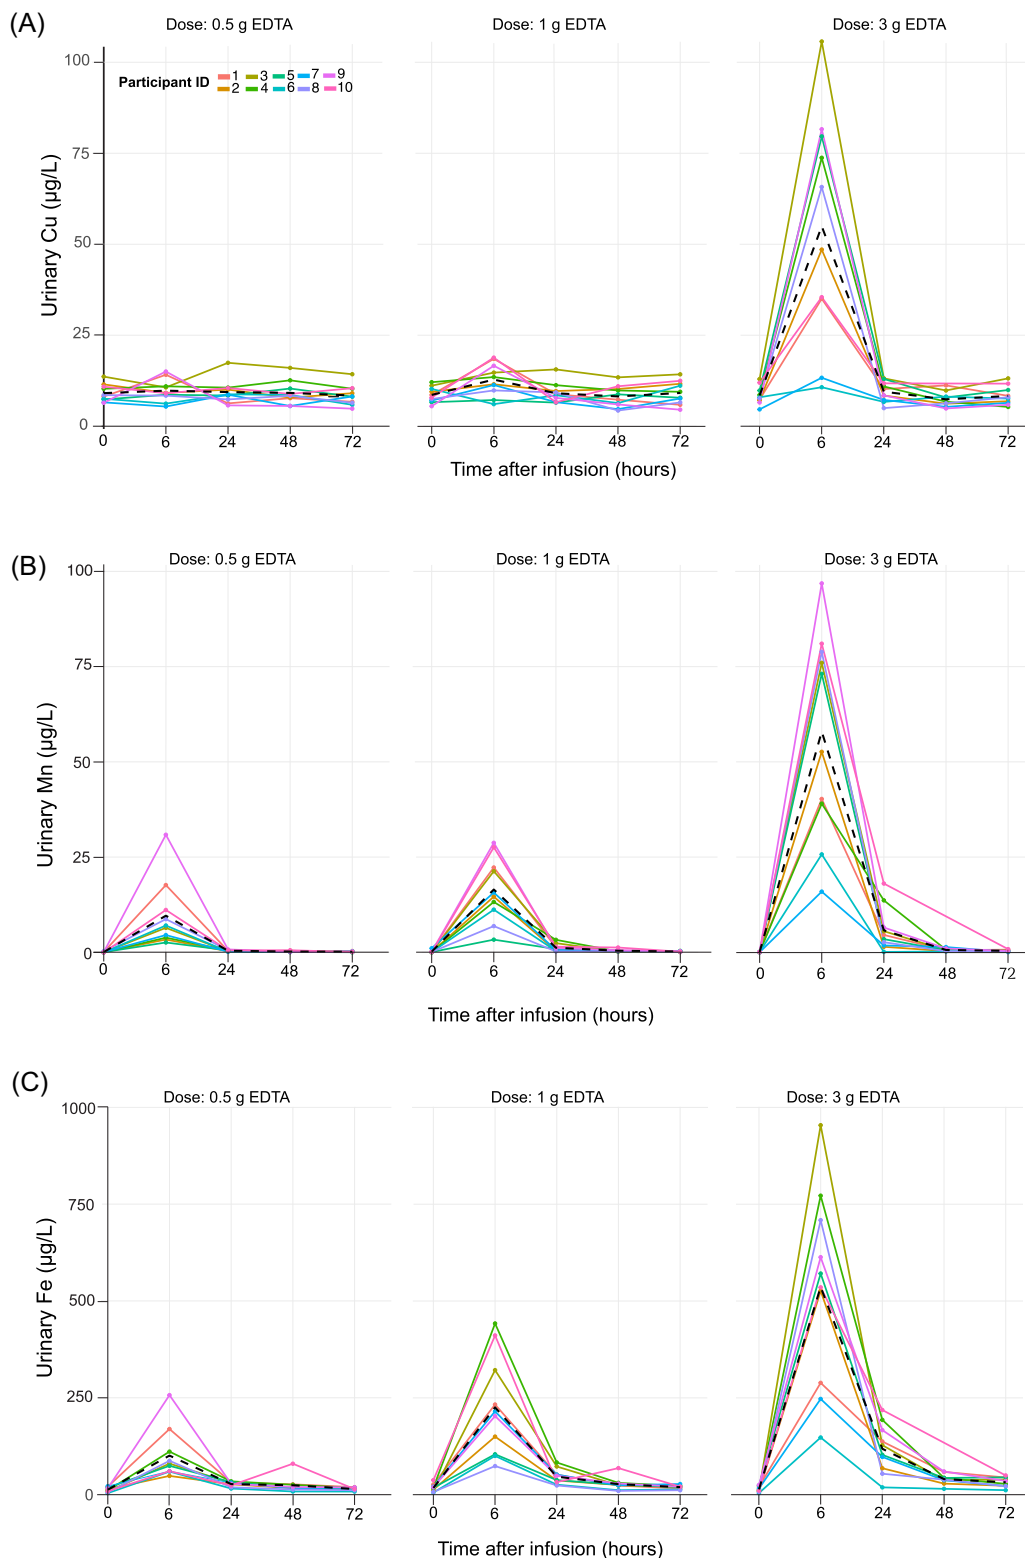 (A)
Dose: 0.5 g EDTA
Dose: 1 g EDTA
Dose: 3 g EDTA
Participant ID
1 3 5 7 9
2 4 6 8 10
Urinary Cu (µg/L)
100
75
50
25
0
0 6 24 48 72
0 6 24 48 72
0 6 24 48 72
Time after infusion (hours)
(B)
Dose: 0.5 g EDTA
Dose: 1 g EDTA
Dose: 3 g EDTA
Urinary Mn (µg/L)
100
75
50
25
0
0 6 24 48 72
0 6 24 48 72
0 6 24 48 72
Time after infusion (hours)
(C)
Dose: 0.5 g EDTA
Dose: 1 g EDTA
Dose: 3 g EDTA
Urinary Fe (µg/L)
1000
750
500
250
0
0 6 24 48 72
0 6 24 48 72
0 6 24 48 72
Time after infusion (hours)